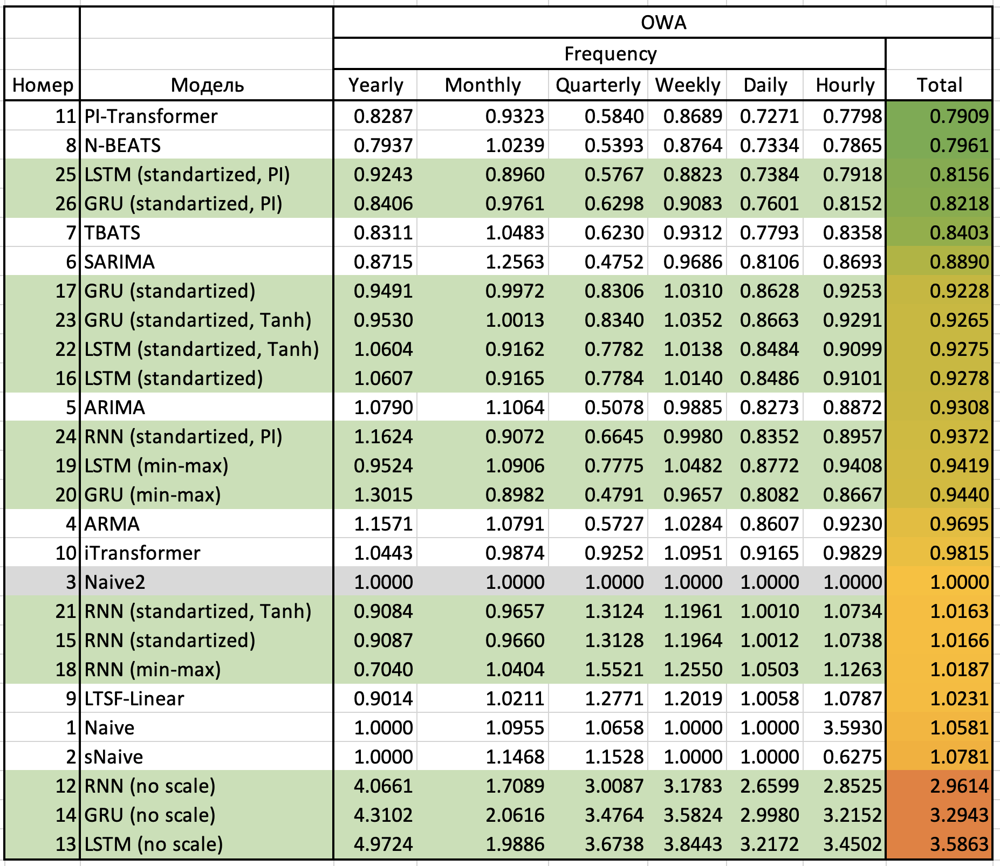 OWA
Frequency
Номер Модель Yearly Monthly Quarterly Weekly Daily Hourly Total
11 PI-Transformer 0.8287 0.9323 0.5840 0.8689 0.7271 0.7798 0.7909
8 N-BEATS 0.7937 1.0239 0.5393 0.8764 0.7334 0.7865 0.7961
25 LSTM (standartized, PI) 0.9243 0.8960 0.5767 0.8823 0.7384 0.7918 0.8156
26 GRU (standartized, PI) 0.8406 0.9761 0.6298 0.9083 0.7601 0.8152 0.8218
7 TBATS 0.8311 1.0483 0.6230 0.9312 0.7793 0.8358 0.8403
6 SARIMA 0.8715 1.2563 0.4752 0.9686 0.8106 0.8693 0.8890
17 GRU (standartized) 0.9491 0.9972 0.8306 1.0310 0.8628 0.9253 0.9228
23 GRU (standartized, Tanh) 0.9530 1.0013 0.8340 1.0352 0.8663 0.9291 0.9265
22 LSTM (standartized, Tanh) 1.0604 0.9162 0.7782 1.0138 0.8484 0.9099 0.9275
16 LSTM (standartized) 1.0607 0.9165 0.7784 1.0140 0.8486 0.9101 0.9278
5 ARIMA 1.0790 1.1064 0.5078 0.9885 0.8273 0.8872 0.9308
24 RNN (standartized, PI) 1.1624 0.9072 0.6645 0.9980 0.8352 0.8957 0.9372
19 LSTM (min-max) 0.9524 1.0906 0.7775 1.0482 0.8772 0.9408 0.9419
20 GRU (min-max) 1.3015 0.8982 0.4791 0.9657 0.8082 0.8667 0.9440
4 ARMA 1.1571 1.0791 0.5727 1.0284 0.8607 0.9230 0.9695
10 iTransformer 1.0443 0.9874 0.9252 1.0951 0.9165 0.9829 0.9815
3 Naive2 1.0000 1.0000 1.0000 1.0000 1.0000 1.0000 1.0000
21 RNN (standartized, Tanh) 0.9084 0.9657 1.3124 1.1961 1.0010 1.0734 1.0163
15 RNN (standartized) 0.9087 0.9660 1.3128 1.1964 1.0012 1.0738 1.0166
18 RNN (min-max) 0.7040 1.0404 1.5521 1.2550 1.0503 1.1263 1.0187
9 LTSF-Linear 0.9014 1.0211 1.2771 1.2019 1.0058 1.0787 1.0231
1 Naive 1.0000 1.0955 1.0658 1.0000 1.0000 3.5930 1.0581
2 sNaive 1.0000 1.1468 1.1528 1.0000 1.0000 0.6275 1.0781
12 RNN (no scale) 4.0661 1.7089 3.0087 3.1783 2.6599 2.8525 2.9614
14 GRU (no scale) 4.3102 2.0616 3.4764 3.5824 2.9980 3.2152 3.2943
13 LSTM (no scale) 4.9724 1.9886 3.6738 3.8443 3.2172 3.4502 3.5863